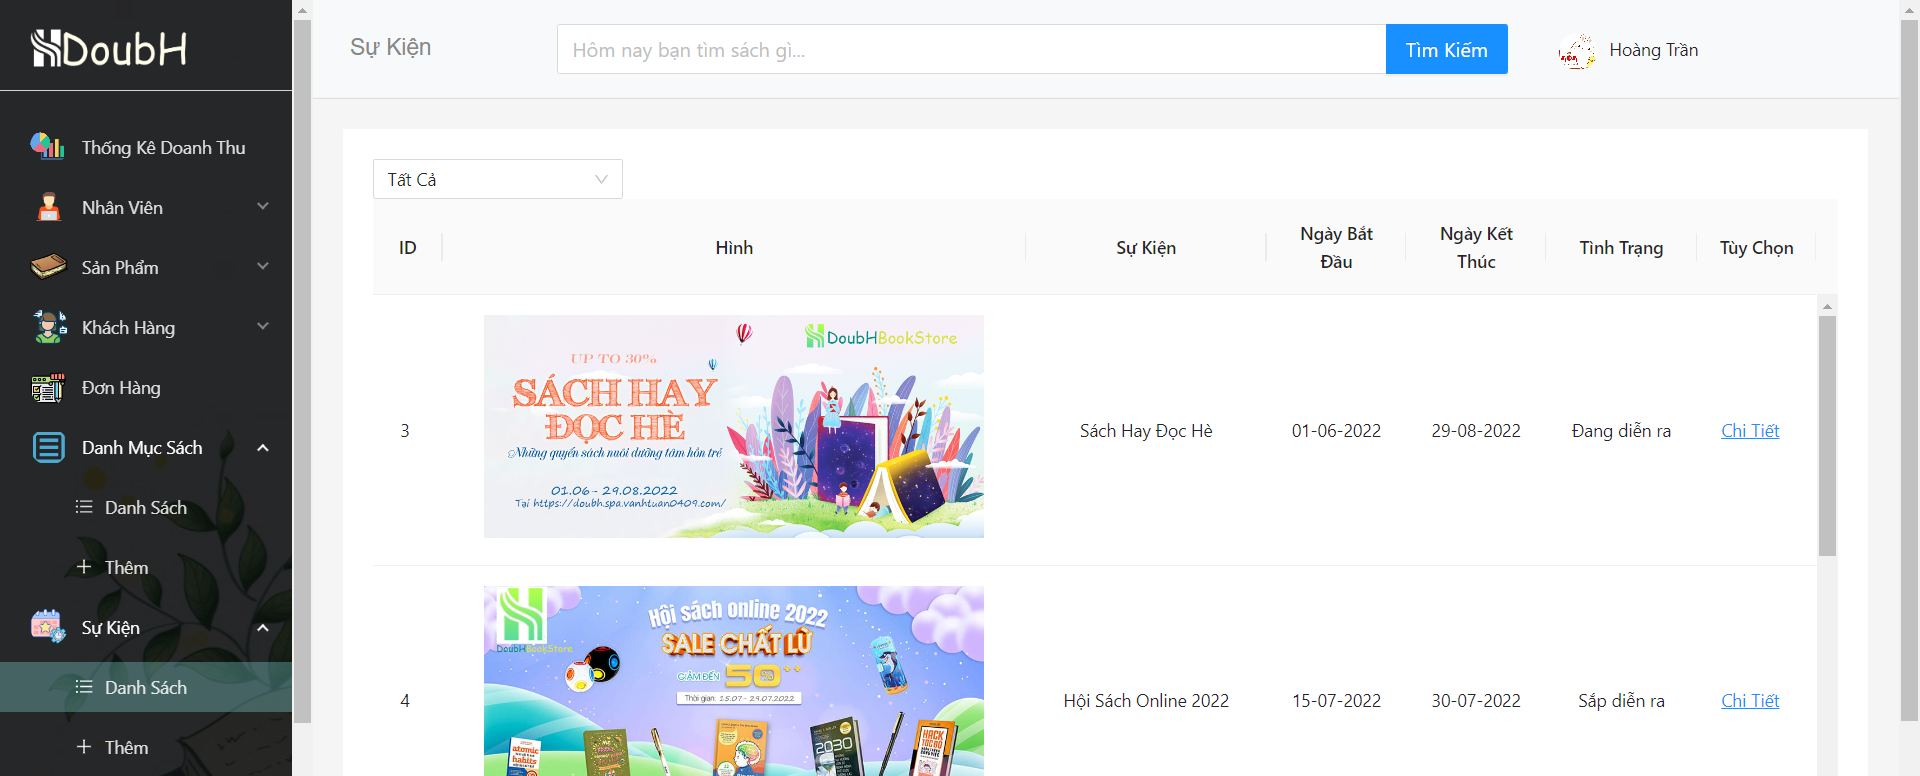 DoubH
Sự Kiện
Hôm nay bạn tìm sách gì...
Tìm Kiếm
Hoàng Trần
Thống Kê Doanh Thu
Nhân Viên
Sản Phẩm
Khách Hàng
Đơn Hàng
Danh Mục Sách
Danh Sách
Thêm
Sự Kiện
Danh Sách
Thêm
Tất Cả
ID
Hình
Sự Kiện
Ngày Bắt
Đầu
Ngày Kết
Thúc
Tình Trạng
Tùy Chọn
3
DoubHBookStore
UP TO 30%
SÁCH HAY
ĐỌC HÈ
Những quyển sách nuôi dưỡng tâm hồn trẻ
01.06 - 29.08.2022
Tại https://doubh.spa.vanhtuan0409.com/
Sách Hay Đọc Hè
01-06-2022
29-08-2022
Đang diễn ra
Chi Tiết
4
DoubHBookStore
Hội sách online 2022
SALE CHẤT LỪ
GIẢM ĐẾN 50++
Thời gian: 15.07 - 29.07.2022
atomic
habits
2030
HACK
Hội Sách Online 2022
15-07-2022
30-07-2022
Sắp diễn ra
Chi Tiết